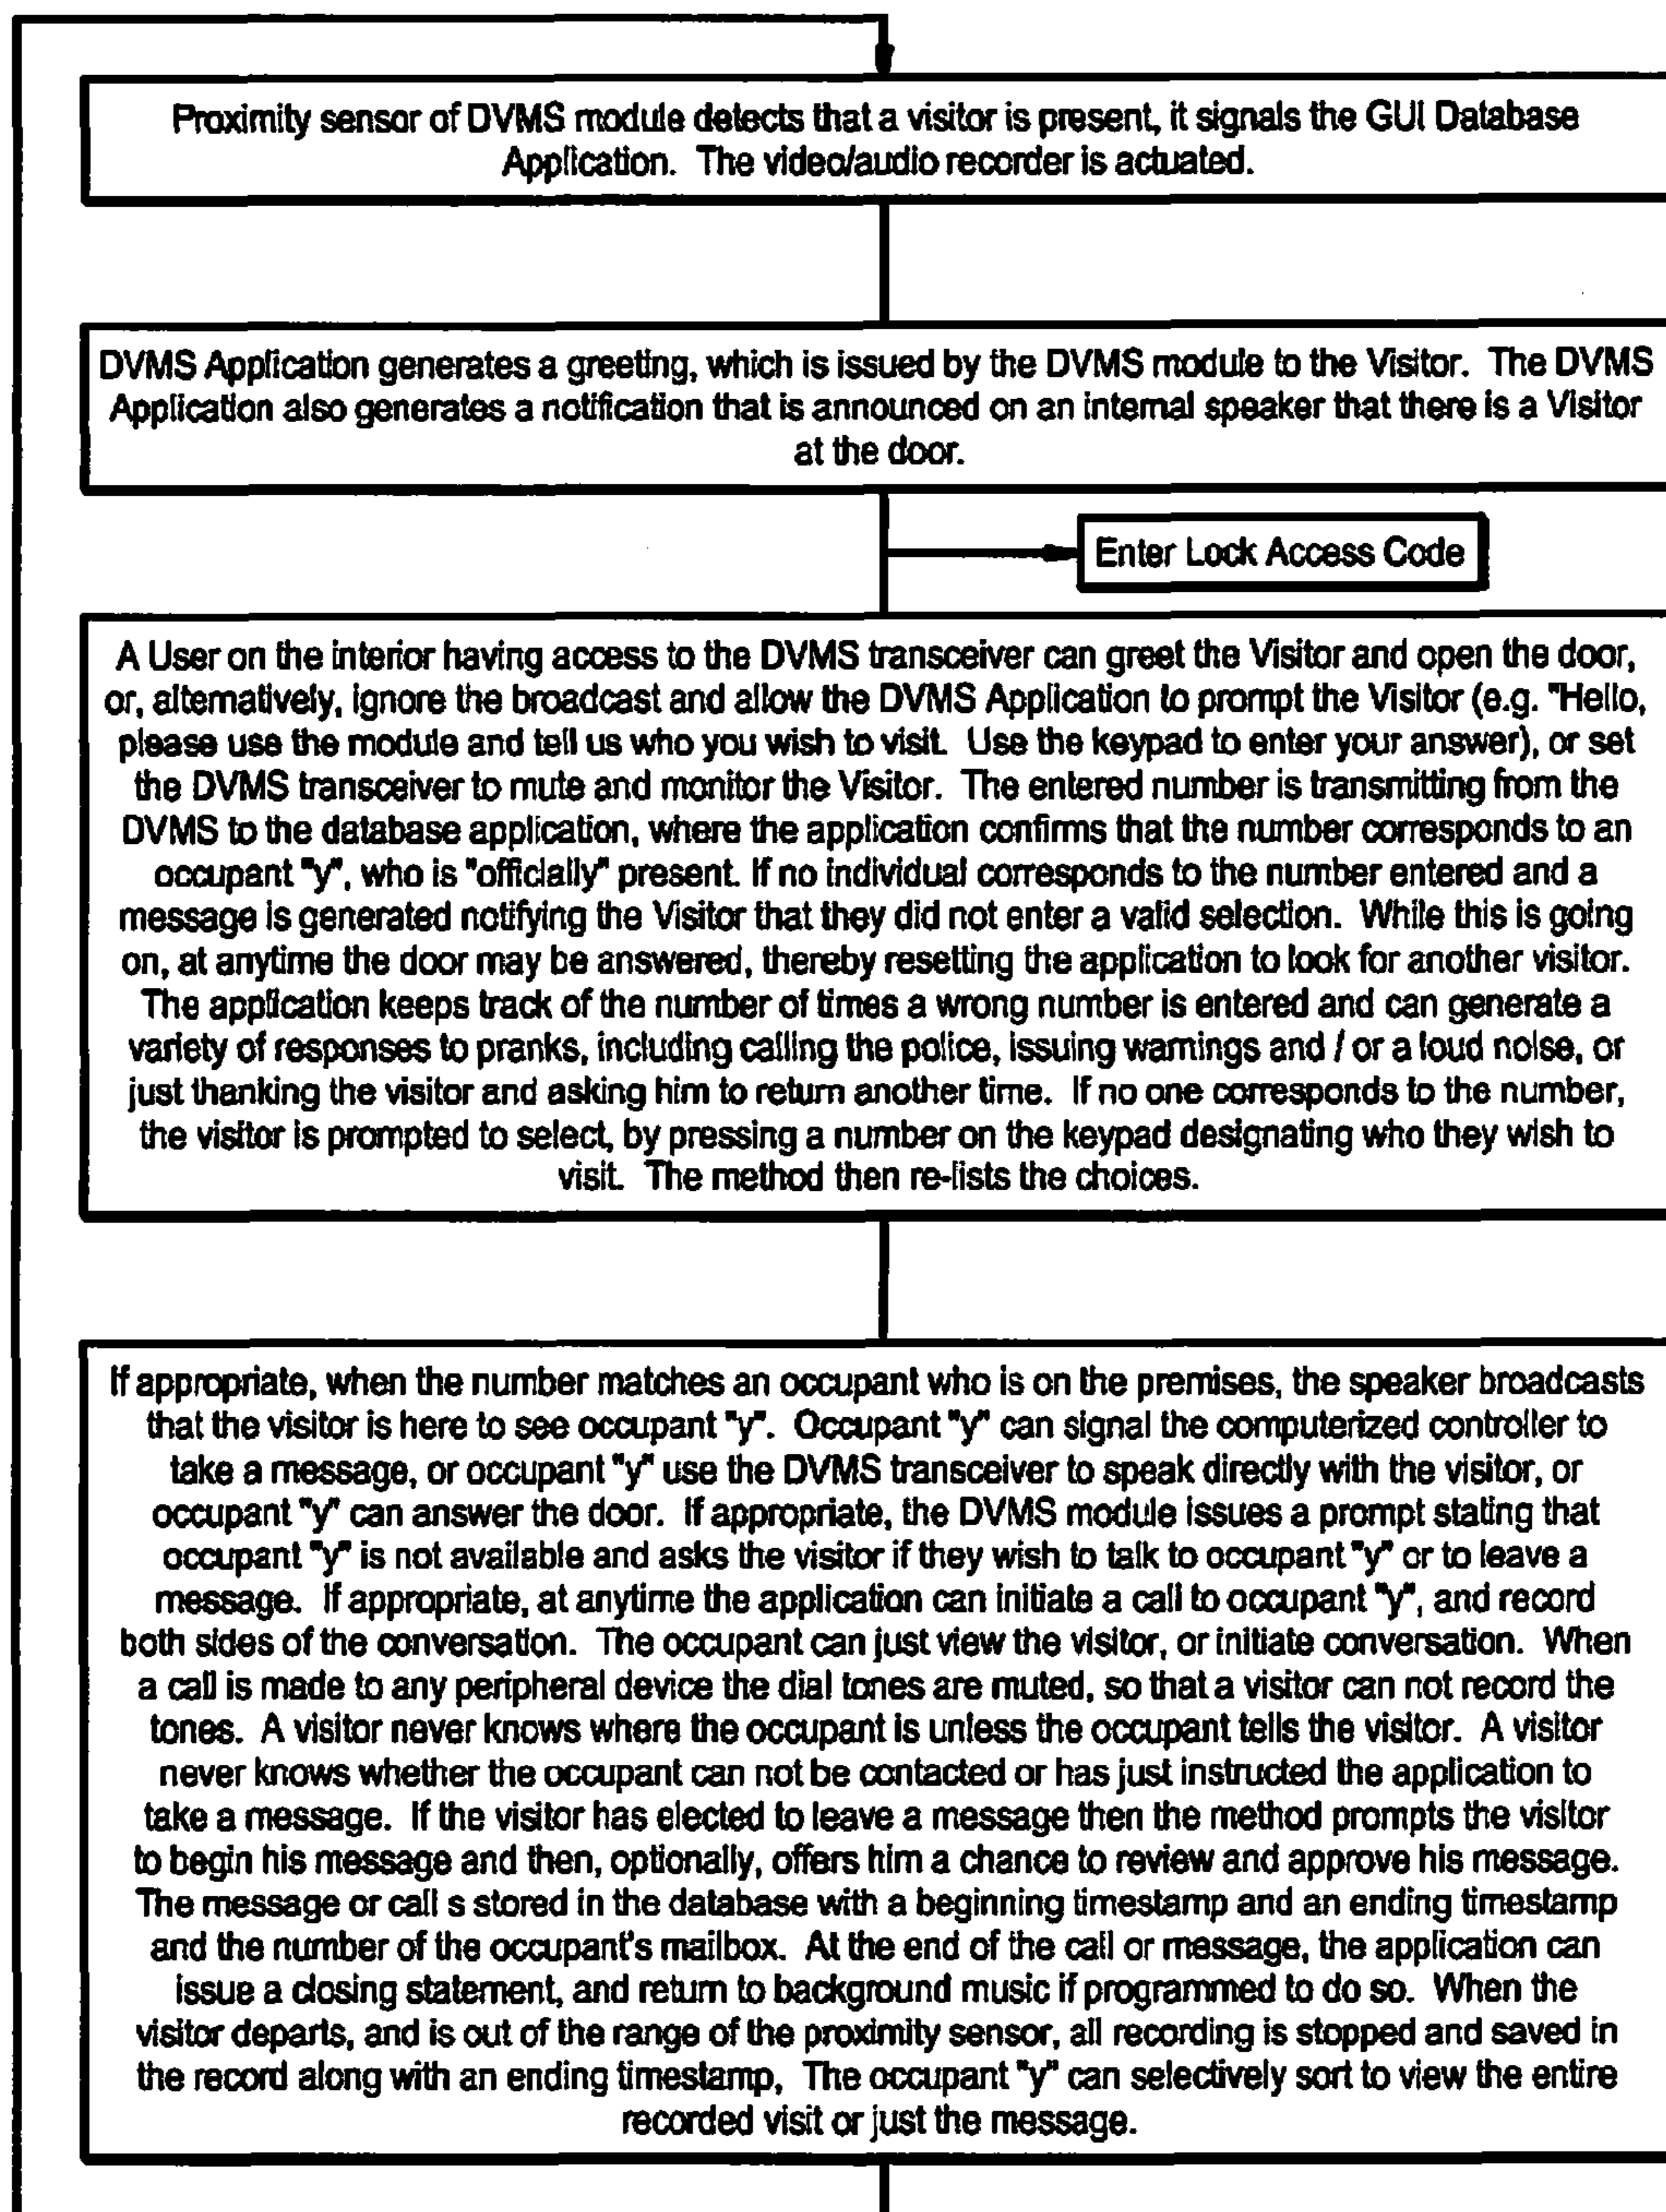 Proximity sensor of DVMS module detects that a visitor is present, it signals the GUI Database
Application. The video/audio recorder is actuated.
DVMS Application generates a greeting, which is issued by the DVMS module to the Visitor. The DVMS
Application also generates a notification that is announced on an internal speaker that there is a Visitor
at the door.
Enter Lock Access Code
A User on the interior having access to the DVMS transceiver can greet the Visitor and open the door,
or, alternatively, ignore the broadcast and allow the DVMS Application to prompt the Visitor (e.g. "Hello,
please use the module and tell us who you wish to visit. Use the keypad to enter your answer), or set
the DVMS transceiver to mute and monitor the Visitor. The entered number is transmitting from the
DVMS to the database application, where the application confirms that the number corresponds to an
occupant "y", who is "officially" present. If no individual corresponds to the number entered and a
message is generated notifying the Visitor that they did not enter a valid selection. While this is going
on, at anytime the door may be answered, thereby resetting the application to look for another visitor.
The application keeps track of the number of times a wrong number is entered and can generate a
variety of responses to pranks, including calling the police, issuing warnings and / or a loud noise, or
just thanking the visitor and asking him to return another time. If no one corresponds to the number,
the visitor is prompted to select, by pressing a number on the keypad designating who they wish to
visit. The method then re-lists the choices.
If appropriate, when the number matches an occupant who is on the premises, the speaker broadcasts
that the visitor is here to see occupant "y". Occupant "y" can signal the computerized controller to
take a message, or occupant "y" use the DVMS transceiver to speak directly with the visitor, or
occupant "y" can answer the door. If appropriate, the DVMS module issues a prompt stating that
occupant "y" is not available and asks the visitor if they wish to talk to occupant "y" or to leave a
message. If appropriate, at anytime the application can initiate a call to occupant "y", and record
both sides of the conversation. The occupant can just view the visitor, or initiate conversation. When
a call is made to any peripheral device the dial tones are muted, so that a visitor can not record the
tones. A visitor never knows where the occupant is unless the occupant tells the visitor. A visitor
never knows whether the occupant can not be contacted or has just instructed the application to
take a message. If the visitor has elected to leave a message then the method prompts the visitor
to begin his message and then, optionally, offers him a chance to review and approve his message.
The message or call s stored in the database with a beginning timestamp and an ending timestamp
and the number of the occupant's mailbox. At the end of the call or message, the application can
issue a closing statement, and return to background music if programmed to do so. When the
visitor departs, and is out of the range of the proximity sensor, all recording is stopped and saved in
the record along with an ending timestamp, The occupant "y" can selectively sort to view the entire
recorded visit or just the message.